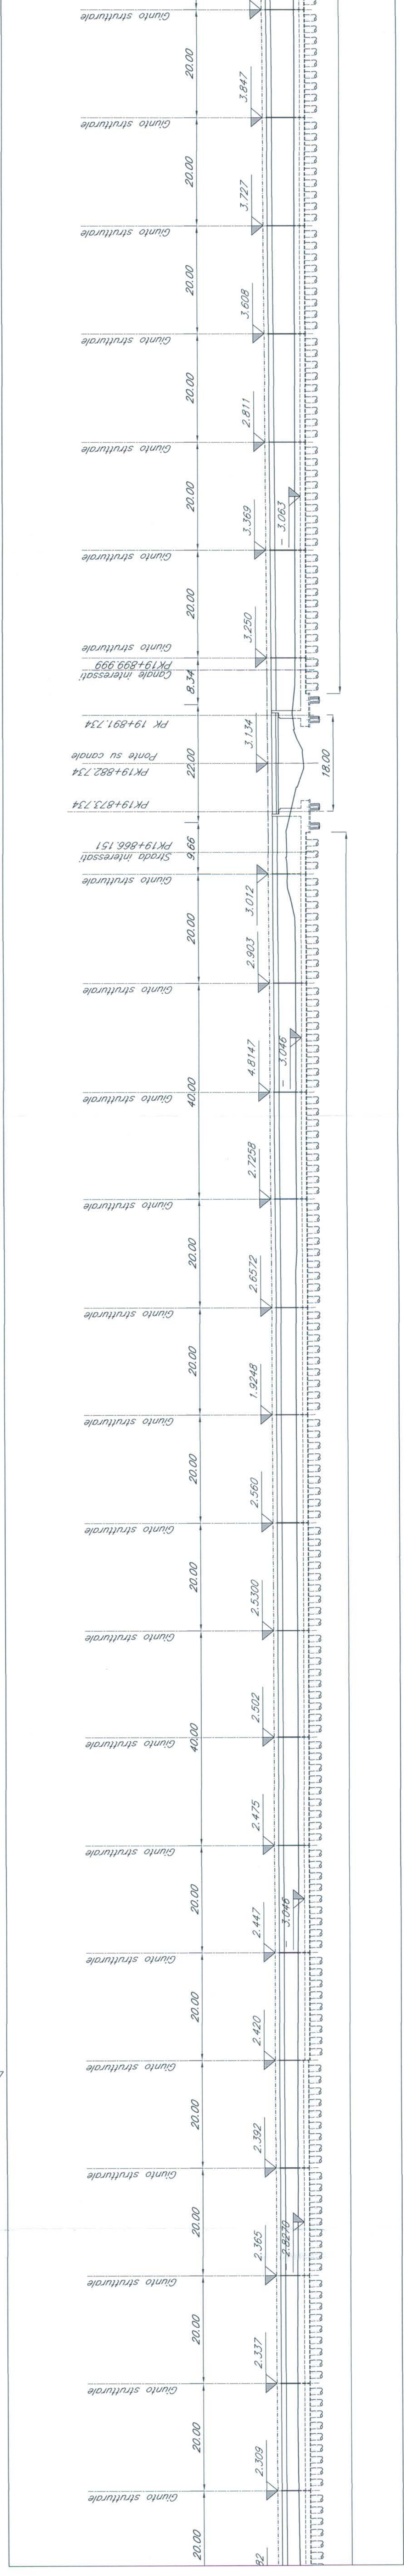 Giunto strutturale
20.00
3.847
Giunto strutturale
20.00
3.727
Giunto strutturale
20.00
3.608
Giunto strutturale
20.00
2.811
Giunto strutturale
20.00
3.369
- 3.063
Giunto strutturale
20.00
3.250
Giunto strutturale
PK19+899.999
Canale interessati
8.34
PK 19+891.734
3.134
Ponte su canale
PK19+882.734
22.00
18.00
PK19+873.734
9.66
PK19+866.151
Strada interessati
Giunto strutturale
3.012
20.00
2.903
Giunto strutturale
- 3.046
4.8147
40.00
Giunto strutturale
2.7258
Giunto strutturale
20.00
2.6572
Giunto strutturale
20.00
1.9248
Giunto strutturale
20.00
2.560
Giunto strutturale
20.00
2.5300
Giunto strutturale
2.502
40.00
Giunto strutturale
2.475
Giunto strutturale
20.00
- 3.046
2.447
Giunto strutturale
20.00
2.420
Giunto strutturale
20.00
2.392
Giunto strutturale
20.00
- 2.8270
2.365
Giunto strutturale
20.00
2.337
Giunto strutturale
20.00
2.309
Giunto strutturale
20.00
82